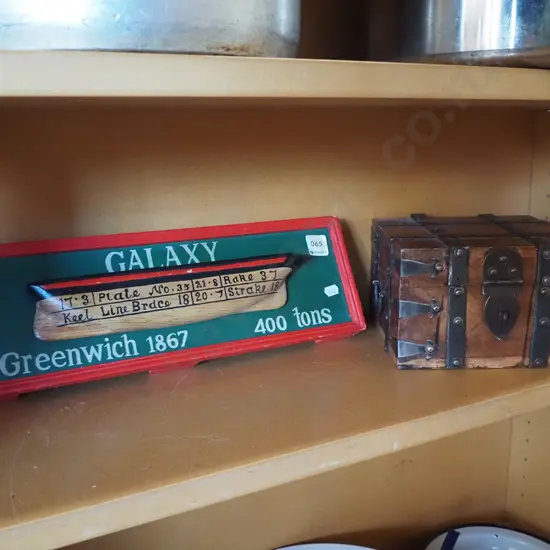 GALAXY
065
17·3 Plate No·35 21·8 Rake 37
Keel Line Brace 18 20·7 Strake 18
Greenwich 1867 400 tons